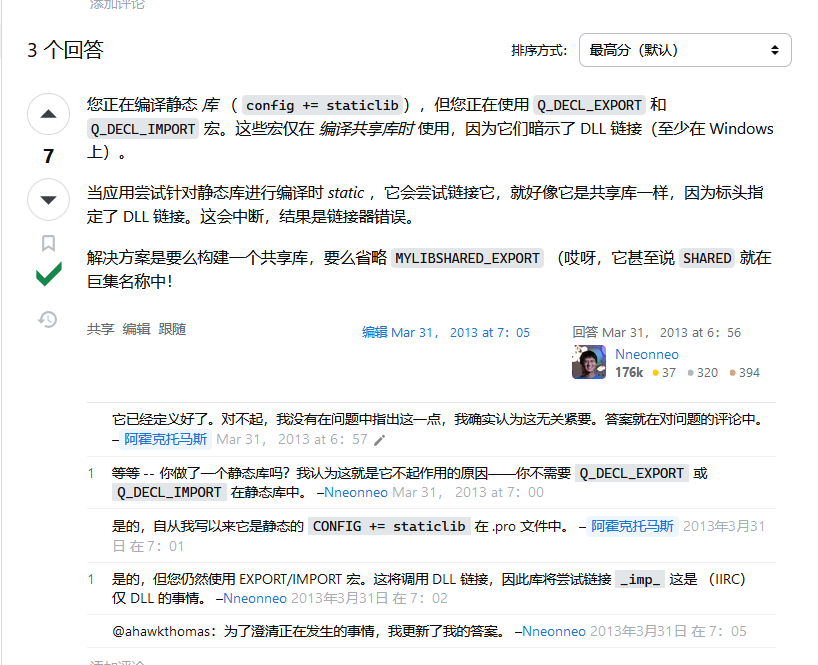 添加评论
3 个回答
排序方式:
最高分（默认）
您正在编译静态 库 （ config += staticlib ），但您正在使用 Q_DECL_EXPORT 和
Q_DECL_IMPORT 宏。这些宏仅在 编译共享库时 使用，因为它们暗示了 DLL 链接（至少在 Windows
上）。
7
当应用尝试针对静态库进行编译时 static ，它会尝试链接它，就好像它是共享库一样，因为标头指
定了 DLL 链接。这会中断，结果是链接器错误。
解决方案是要么构建一个共享库，要么省略 MYLIBSHARED_EXPORT （哎呀，它甚至说 SHARED 就在
巨集名称中!
共享 编辑 跟随
编辑 Mar 31， 2013 at 7：05
回答 Mar 31， 2013 at 6：56
Nneonneo
176k 37 320 394
它已经定义好了。对不起，我没有在问题中指出这一点，我确实认为这无关紧要。答案就在对问题的评论中。
– 阿霍克托马斯 Mar 31， 2013 at 6：57
1 等等 -- 你做了一个静态库吗？我认为这就是它不起作用的原因——你不需要 Q_DECL_EXPORT 或
Q_DECL_IMPORT 在静态库中。 –Nneonneo Mar 31， 2013 at 7：00
是的，自从我写以来它是静态的 CONFIG += staticlib 在 .pro 文件中。 – 阿霍克托马斯 2013年3月31
日 在 7：01
1 是的，但您仍然使用 EXPORT/IMPORT 宏。这将调用 DLL 链接，因此库将尝试链接 _imp_ 这是 （IIRC）
仅 DLL 的事情。 –Nneonneo 2013年3月31日 在 7：02
@ahawkthomas：为了澄清正在发生的事情，我更新了我的答案。 –Nneonneo 2013年3月31日 在 7：05
添加评论